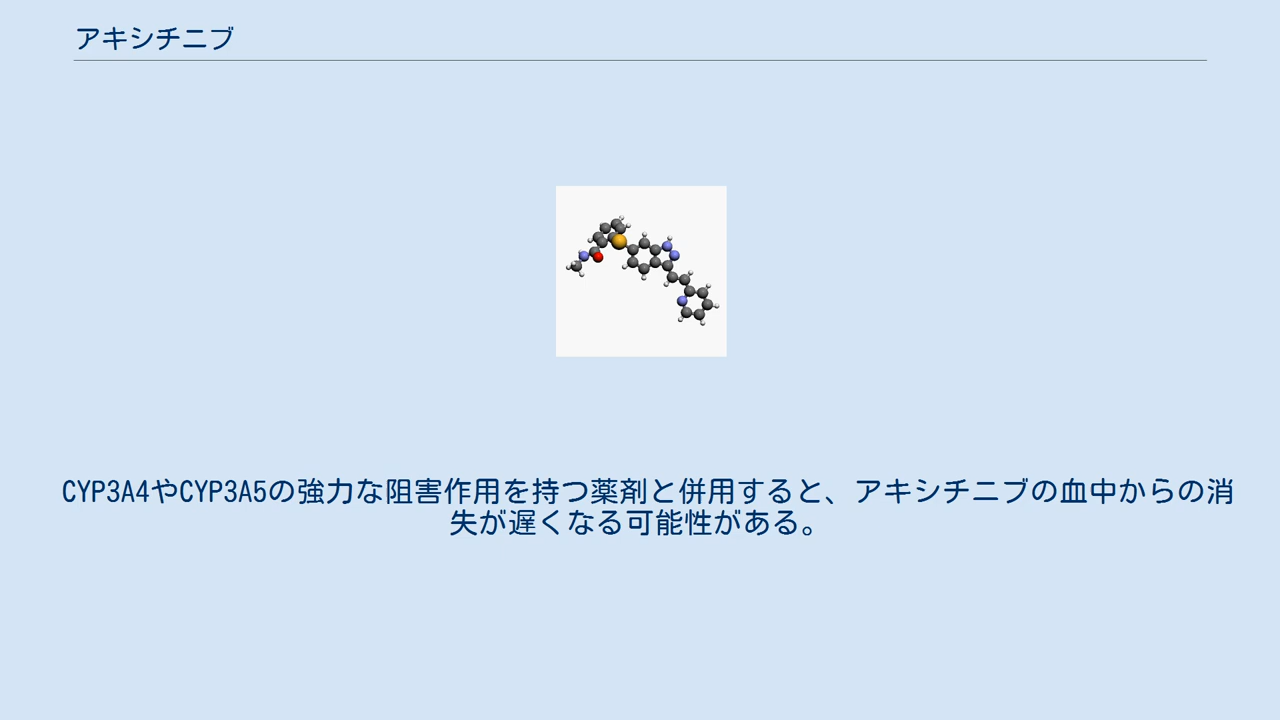 アキシチニブ
CYP3A4やCYP3A5の強力な阻害作用を持つ薬剤と併用すると、アキシチニブの血中からの消
失が遅くなる可能性がある。